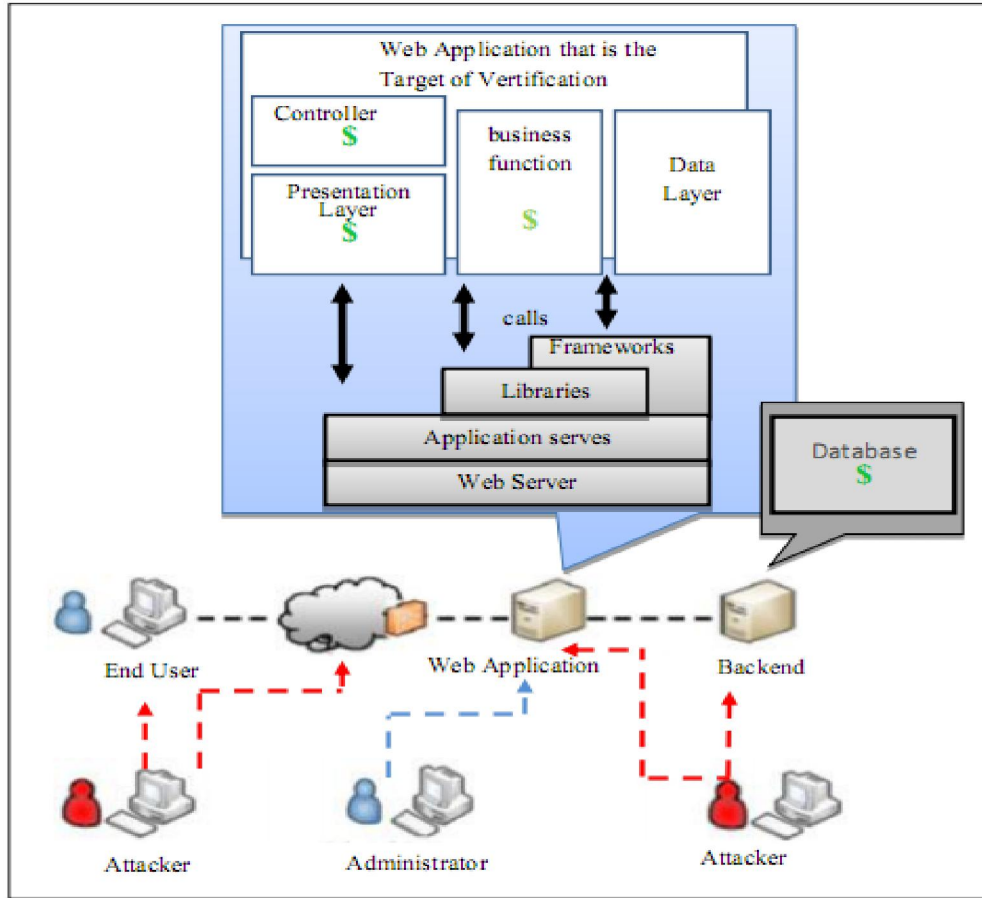 Web Application that is the
Target of Vertification
Controller
$
Presentation
Layer
$
business
function
$
Data
Layer
calls
Frameworks
Libraries
Application serves
Web Server
Database
$
End User
Web Application
Backend
Attacker
Administrator
Attacker